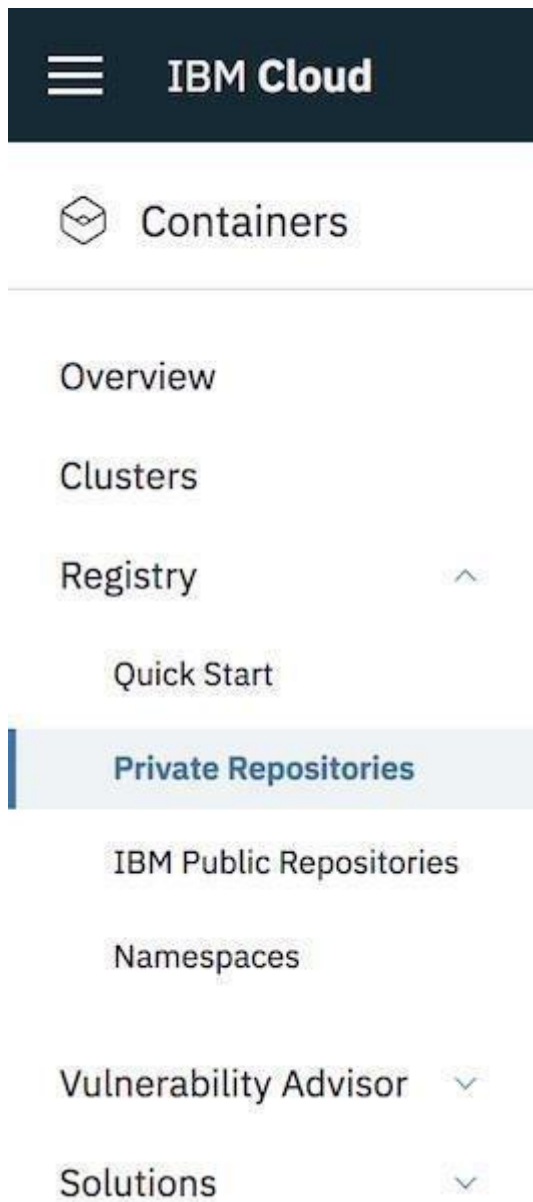 IBM Cloud
Containers
Overview
Clusters
Registry
Quick Start
Private Repositories
IBM Public Repositories
Namespaces
Vulnerability Advisor
Solutions